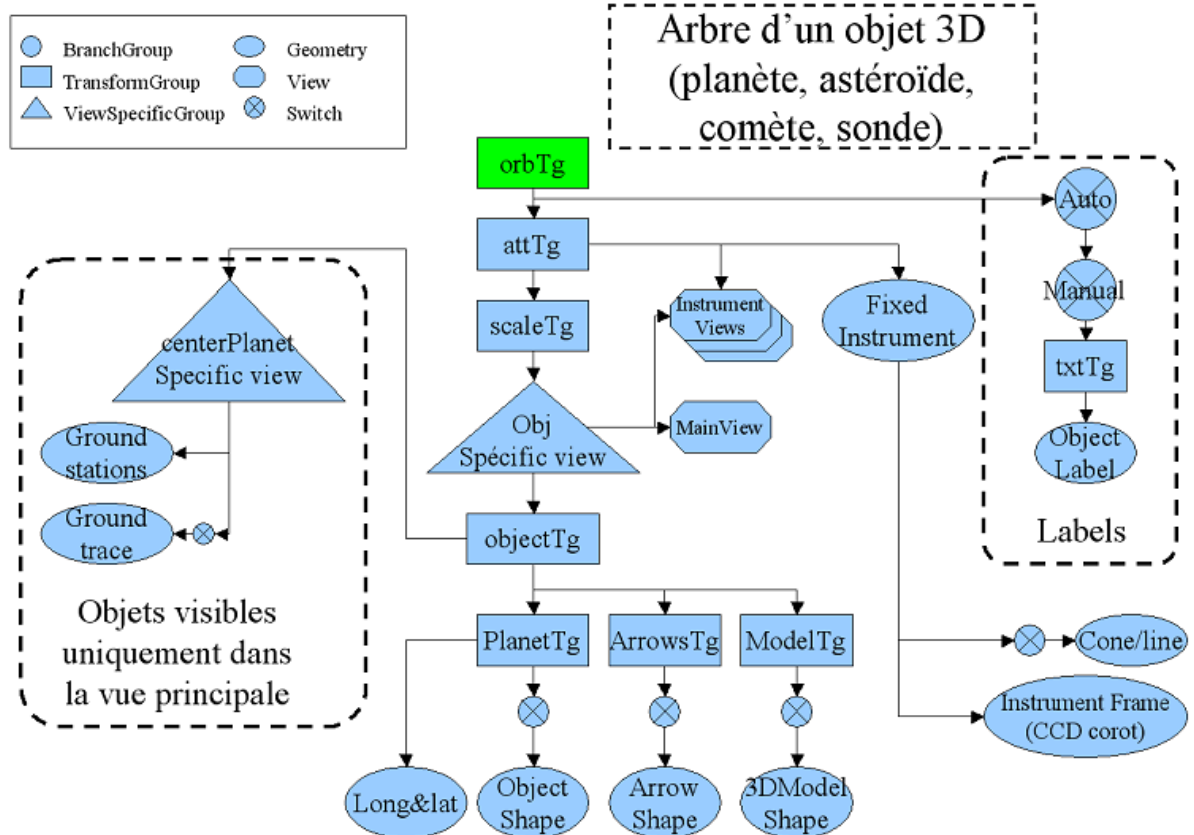 BranchGroup
Geometry
TransformGroup
View
ViewSpecificGroup
Switch
Arbre d'un objet 3D
(planète, astéroïde,
comète, sonde)
orbTg
Auto
attTg
Manual
Instrument
Views
Fixed
Instrument
scaleTg
centerPlanet
Specific view
txtTg
Obj
Spécific view
MainView
Ground
stations
Object
Label
Ground
trace
objectTg
Labels
Objets visibles
uniquement dans
la vue principale
PlanetTg
ArrowsTg
ModelTg
Cone/line
Instrument Frame
(CCD corot)
Long&lat
Object
Shape
Arrow
Shape
3DModel
Shape